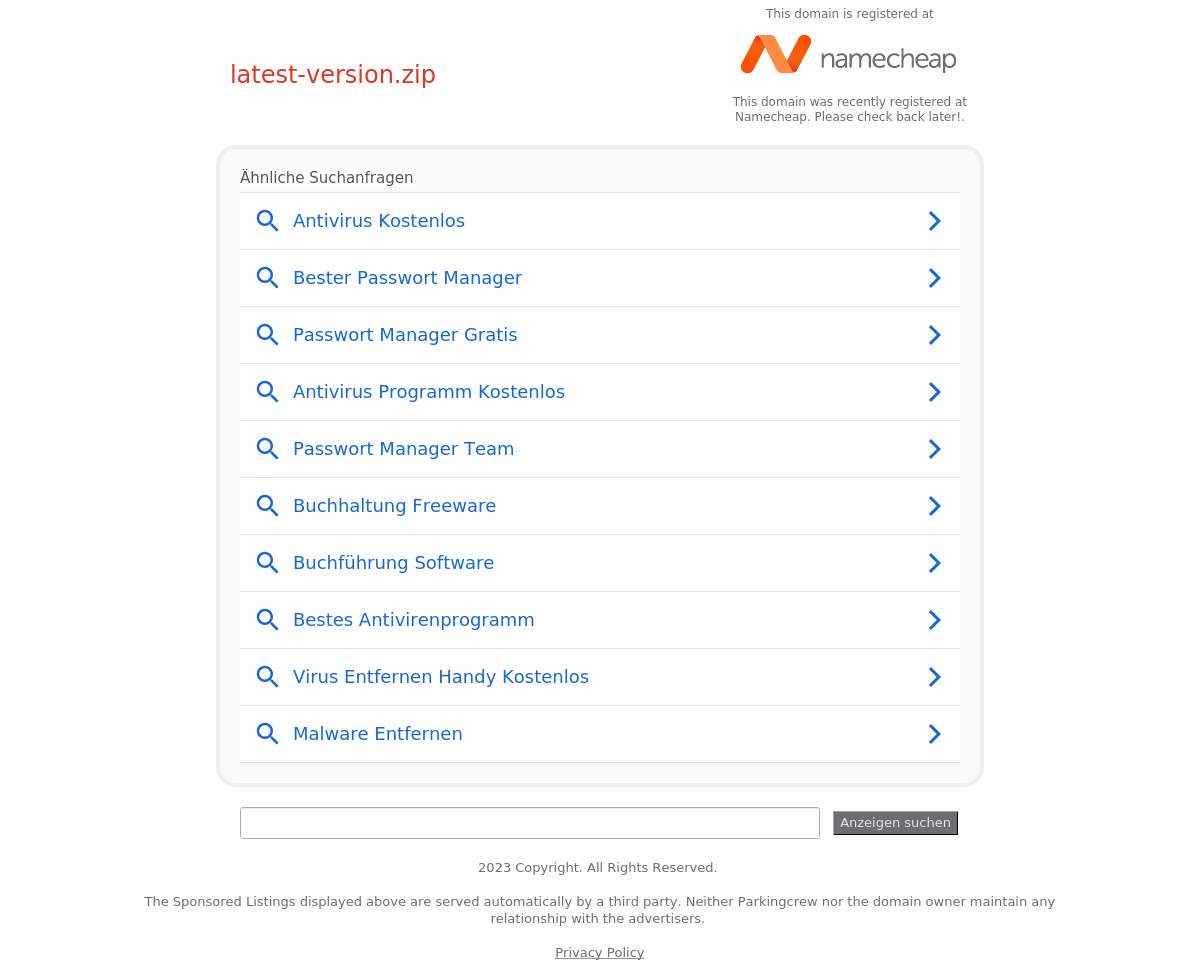 This domain is registered at
namecheap
latest-version.zip
This domain was recently registered at
Namecheap. Please check back later!.
Ähnliche Suchanfragen
Antivirus Kostenlos
Bester Passwort Manager
Passwort Manager Gratis
Antivirus Programm Kostenlos
Passwort Manager Team
Buchhaltung Freeware
Buchführung Software
Bestes Antivirenprogramm
Virus Entfernen Handy Kostenlos
Malware Entfernen
Anzeigen suchen
2023 Copyright. All Rights Reserved.
The Sponsored Listings displayed above are served automatically by a third party. Neither Parkingcrew nor the domain owner maintain any
relationship with the advertisers.
Privacy Policy